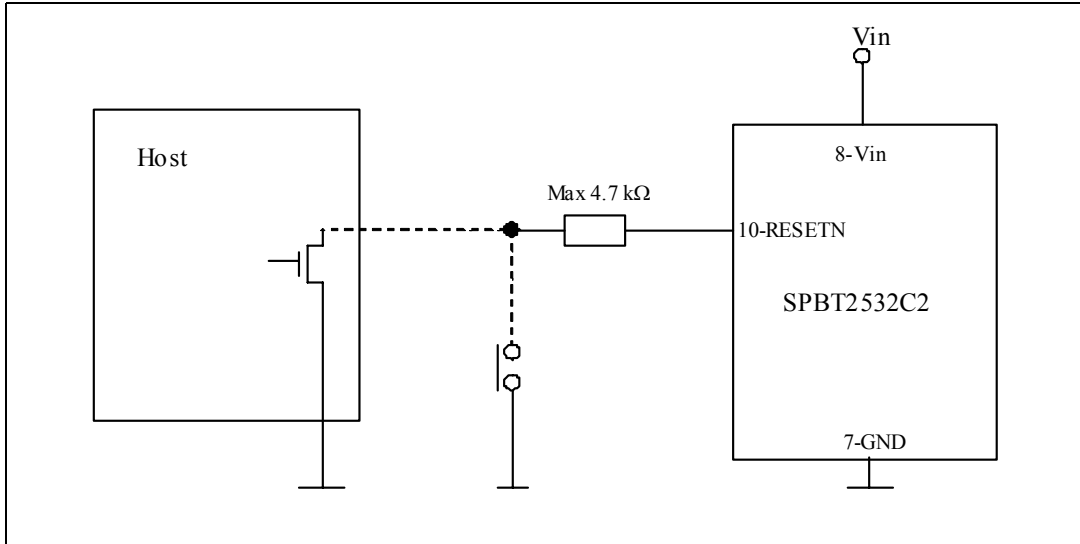 Vin
Host
8-Vin
Max 4.7 kΩ
10-RESETN
SPBT2532C2
7-GND